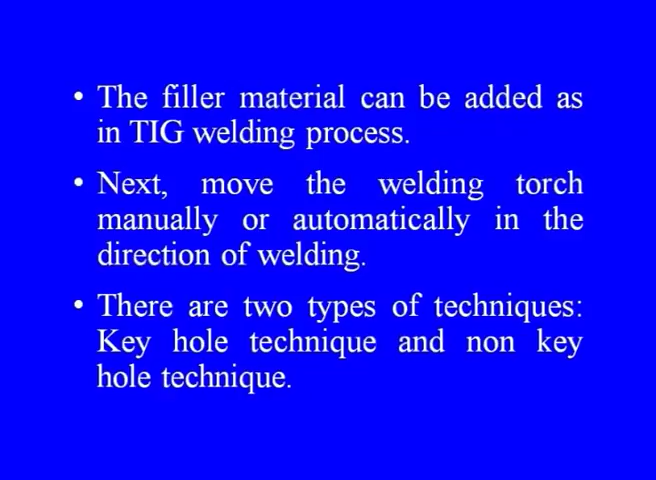 • The filler material can be added as
in TIG welding process.
• Next, move the welding torch
manually or automatically in the
direction of welding.
• There are two types of techniques:
Key hole technique and non key
hole technique.